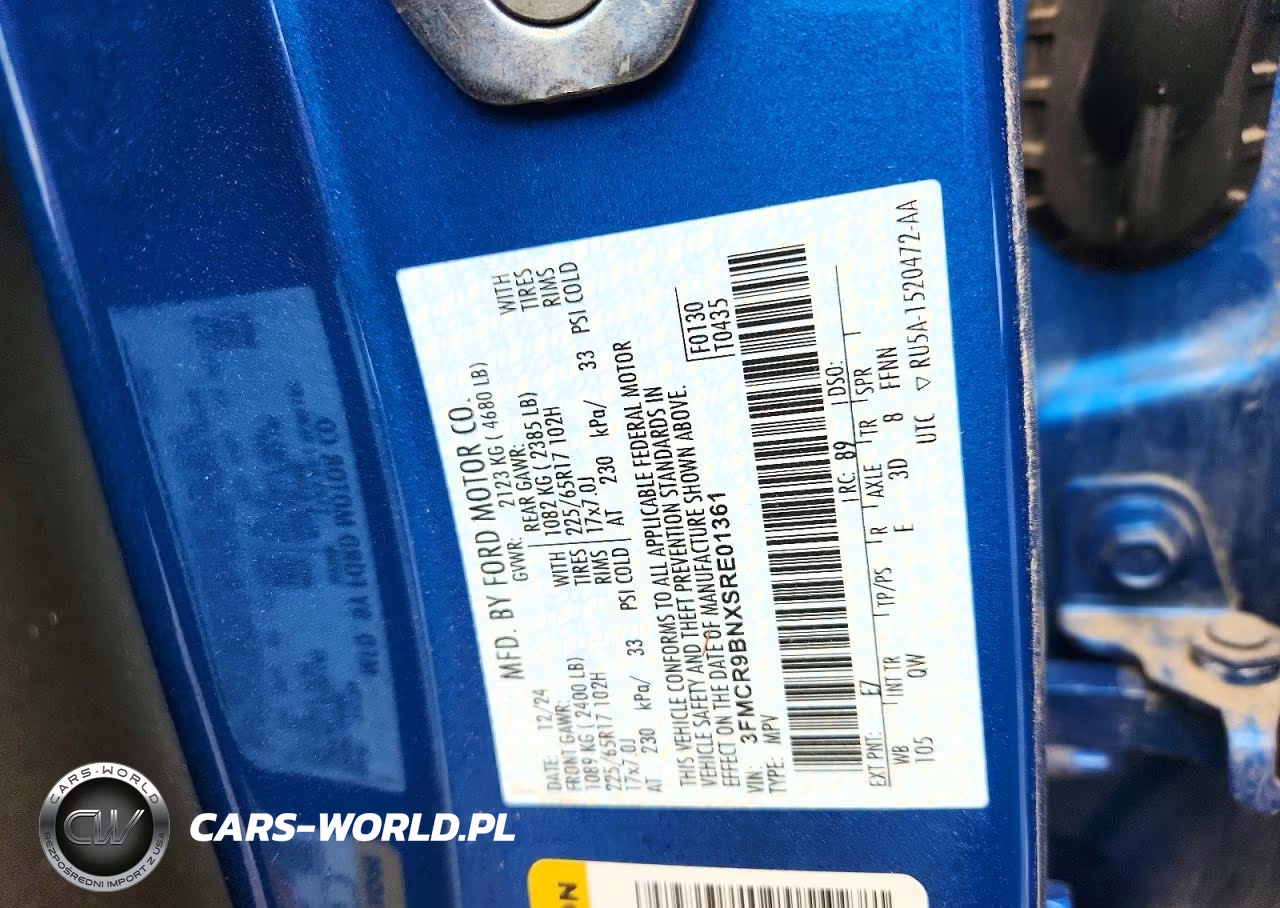 MFD. BY FORD MOTOR CO.
DATE: 12/24 GVWR: 2123 KG ( 4680 LB)
FRONT GAWR: REAR GAWR:
1089 KG ( 2400 LB) WITH 1082 KG ( 2385 LB) WITH
225/65R17 102H TIRES 225/65R17 102H TIRES
17x7.0J RIMS 17x7.0J RIMS
AT 230 kPa/ 33 PSI COLD AT 230 kPa/ 33 PSI COLD
THIS VEHICLE CONFORMS TO ALL APPLICABLE FEDERAL MOTOR
VEHICLE SAFETY AND THEFT PREVENTION STANDARDS IN
EFFECT ON THE DATE OF MANUFACTURE SHOWN ABOVE.
F0130
T0435
VIN: 3FMCR9BNXSRE01361
TYPE: MPV
EXT PNT: E7 RC: 89 DSO:
WB INT TR TP/PS R AXLE TR SPR
105 QW E 3D 8 FFNN
UTC ▽ RU5A-1520472-AA
CARS-WORLD
CW
BEZPOŚREDNI IMPORT Z USA
CARS-WORLD.PL
ON